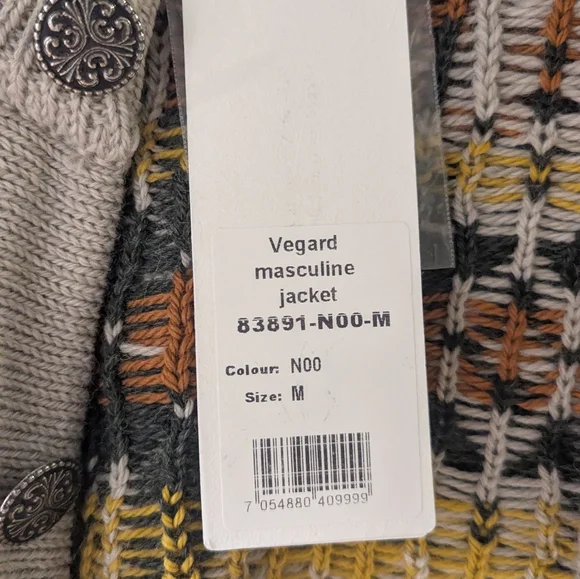 Vegard
masculine
jacket
83891-N00-M
Colour: N00
Size: M
7 054880 409999